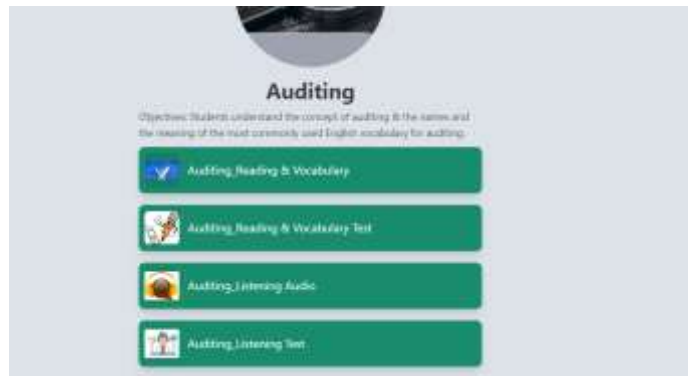 Auditing
Objectives: Students understand the concept of auditing & the names and
the meaning of the most commonly used English vocabulary for auditing.
Auditing_Reading & Vocabulary
Auditing_Reading & Vocabulary Test
Auditing_Listening Audio
Auditing_Listening Test